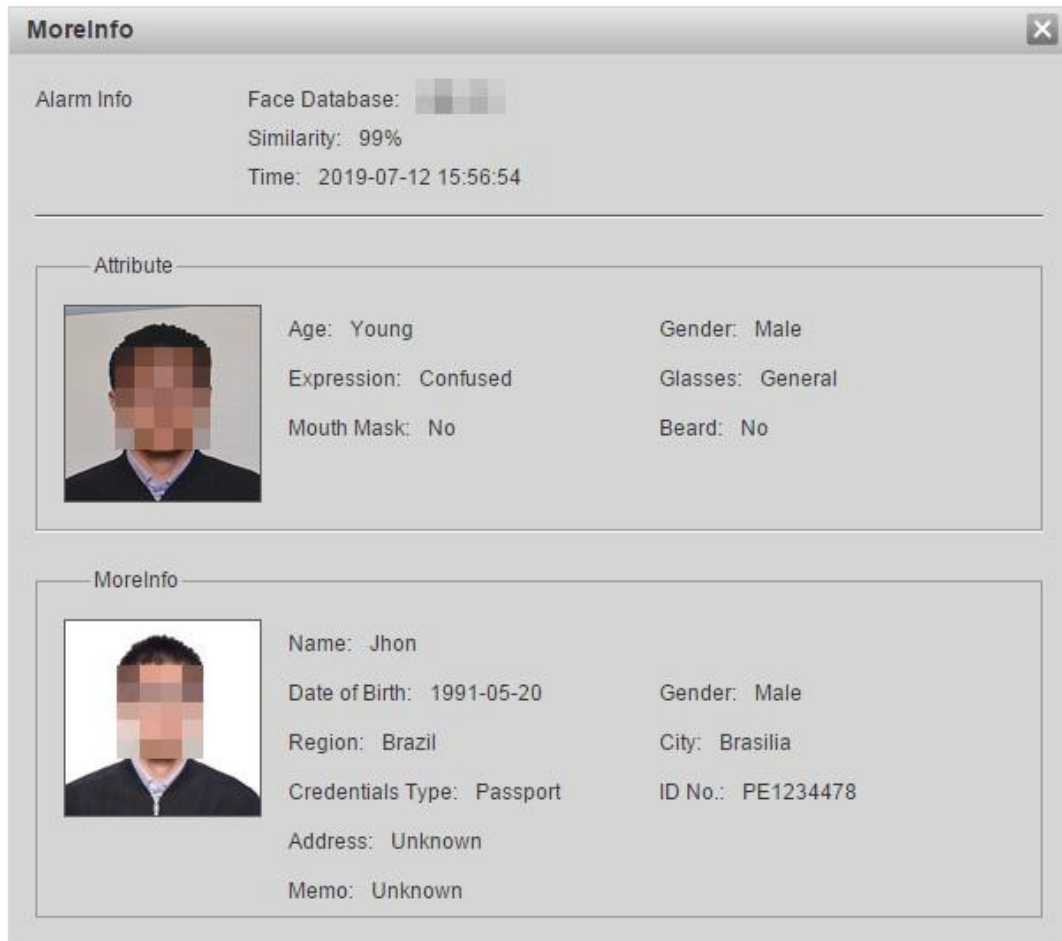 MoreInfo
Alarm Info
Face Database:
Similarity: 99%
Time: 2019-07-12 15:56:54
Attribute
Age: Young Gender: Male
Expression: Confused Glasses: General
Mouth Mask: No Beard: No
MoreInfo
Name: Jhon
Date of Birth: 1991-05-20 Gender: Male
Region: Brazil City: Brasilia
Credentials Type: Passport ID No.: PE1234478
Address: Unknown
Memo: Unknown